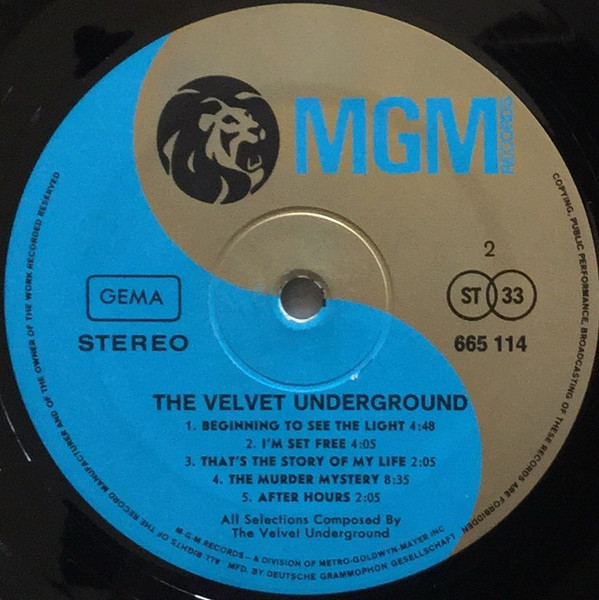 MGM
RECORDS
2
GEMA
ST 33
STEREO
665 114
THE VELVET UNDERGROUND
1. BEGINNING TO SEE THE LIGHT 4:48
2. I'M SET FREE 4:05
3. THAT'S THE STORY OF MY LIFE 2:05
4. THE MURDER MYSTERY 8:35
5. AFTER HOURS 2:05
All Selections Composed By
The Velvet Underground
M-G-M RECORDS – A DIVISION OF METRO-GOLDWYN-MAYER INC
ALL RIGHTS OF THE RECORD MANUFACTURER AND OF THE OWNER OF THE WORK RECORDED RESERVED
COPYING, PUBLIC PERFORMANCE, BROADCASTING OF THESE RECORDS ARE FORBIDDEN
MFD. BY DEUTSCHE GRAMMOPHON GESELLSCHAFT